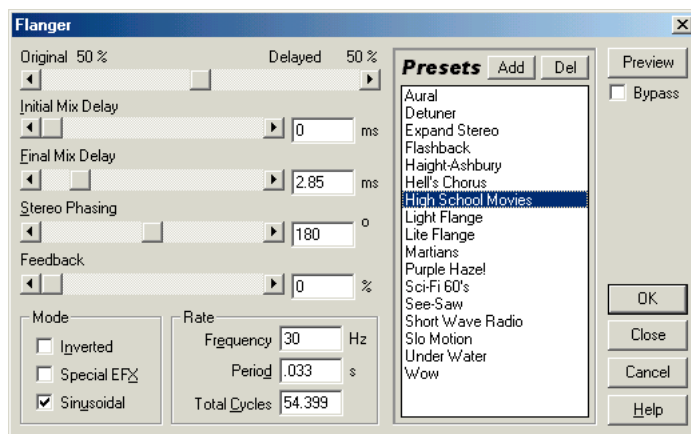 Flanger
Original 50 % Delayed 50 %
Initial Mix Delay
0 ms
Final Mix Delay
2.85 ms
Stereo Phasing
180 o
Feedback
0 %
Mode
Inverted
Special EFX
Sinusoidal
Rate
Frequency 30 Hz
Period .033 s
Total Cycles 54.399
Presets Add Del
Aural
Detuner
Expand Stereo
Flashback
Haight-Ashbury
Hell's Chorus
High School Movies
Light Flange
Lite Flange
Martians
Purple Haze!
Sci-Fi 60's
See-Saw
Short Wave Radio
Slo Motion
Under Water
Wow
Preview
Bypass
OK
Close
Cancel
Help